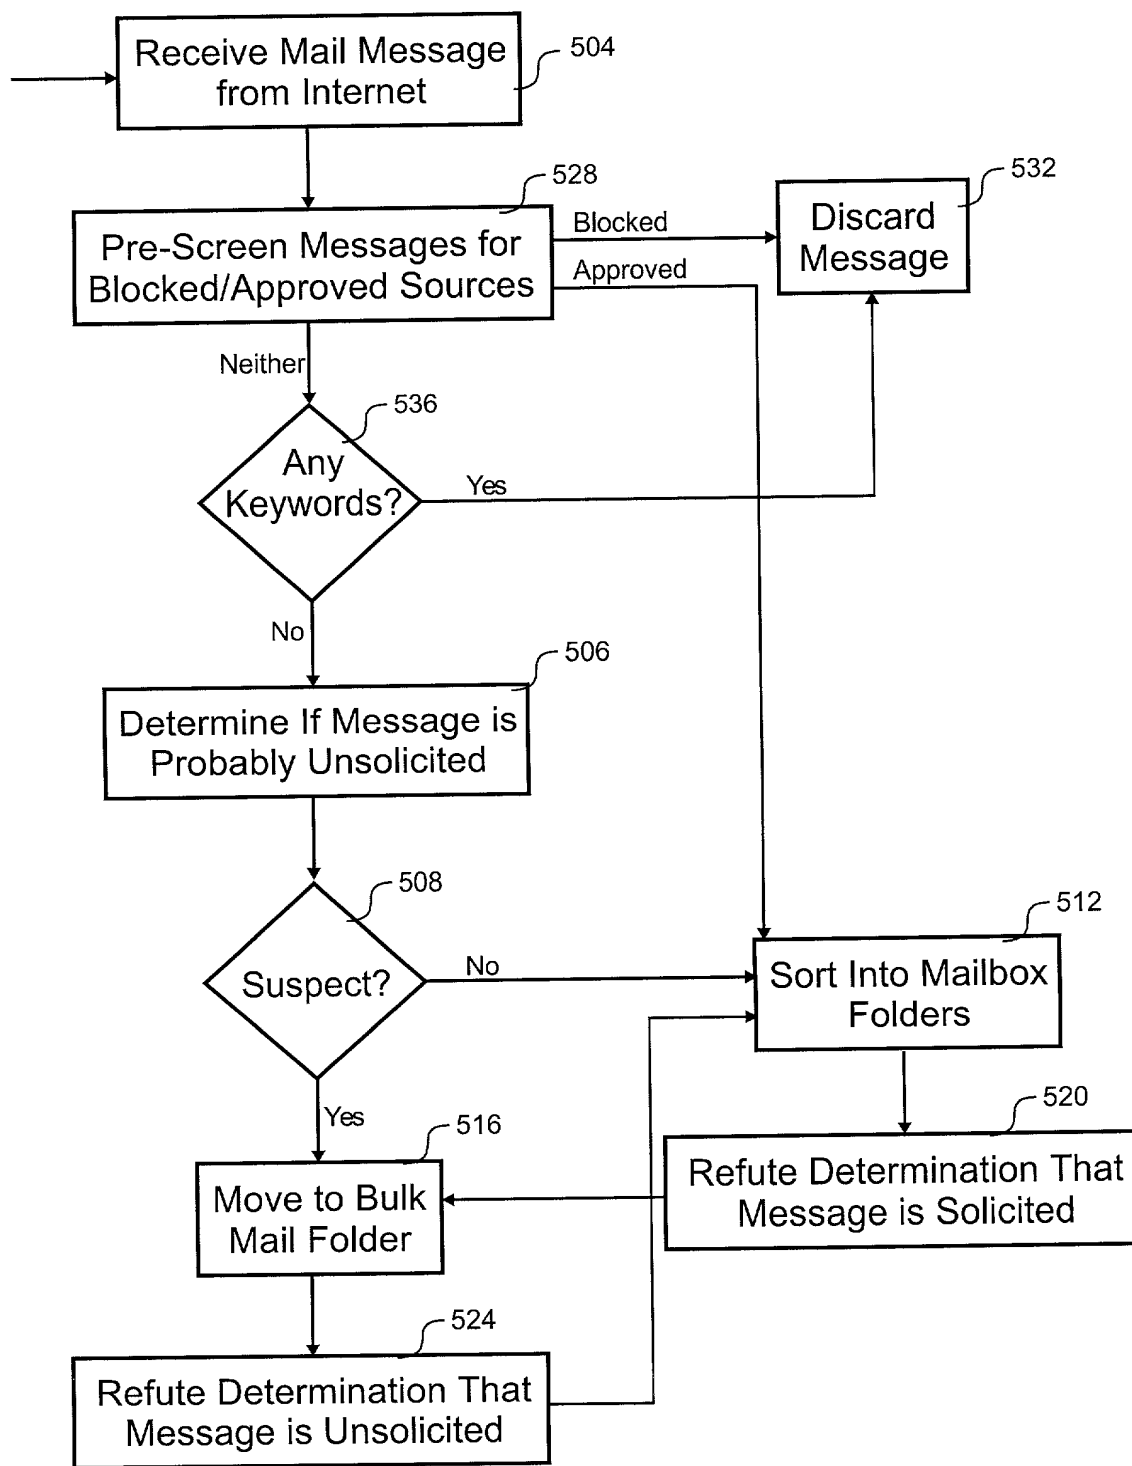 Receive Mail Message
from Internet
504
528
Pre-Screen Messages for
Blocked/Approved Sources
Blocked
Approved
532
Discard
Message
Neither
536
Any
Keywords?
Yes
No
506
Determine If Message is
Probably Unsolicited
508
Suspect?
No
512
Sort Into Mailbox
Folders
Yes
516
Move to Bulk
Mail Folder
520
Refute Determination That
Message is Solicited
524
Refute Determination That
Message is Unsolicited